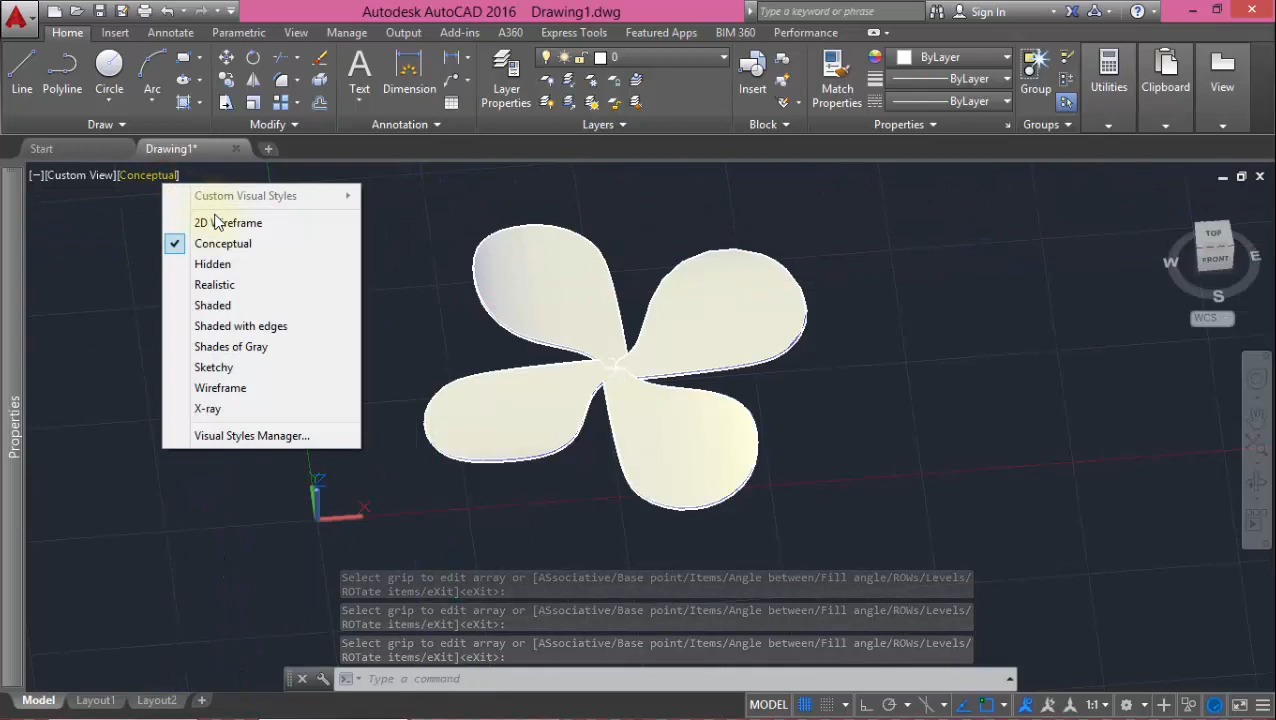 Autodesk AutoCAD 2016 Drawing1.dwg
Type a keyword or phrase
Sign In
Home Insert Annotate Parametric View Manage Output Add-ins A360 Express Tools Featured Apps BIM 360 Performance
Line
Polyline
Circle
Arc
Text
Dimension
Layer
Properties
0
Insert
Match
Properties
ByLayer
ByLayer
ByLayer
Group
Utilities
Clipboard
View
Draw
Modify
Annotation
Layers
Block
Properties
Groups
Start
Drawing1*
[−][Custom View][Conceptual]
Custom Visual Styles
2D Wireframe
Conceptual
Hidden
Realistic
Shaded
Shaded with edges
Shades of Gray
Sketchy
Wireframe
X-ray
Visual Styles Manager...
TOP
FRONT
W
E
S
WCS
Properties
X
Select grip to edit array or [ASsociative/Base point/Items/Angle between/Fill angle/ROWs/Levels/
ROTate items/eXit]<eXit>:
Select grip to edit array or [ASsociative/Base point/Items/Angle between/Fill angle/ROWs/Levels/
ROTate items/eXit]<eXit>:
Select grip to edit array or [ASsociative/Base point/Items/Angle between/Fill angle/ROWs/Levels/
ROTate items/eXit]<eXit>:
Type a command
Model Layout1 Layout2 +
MODEL
1:1